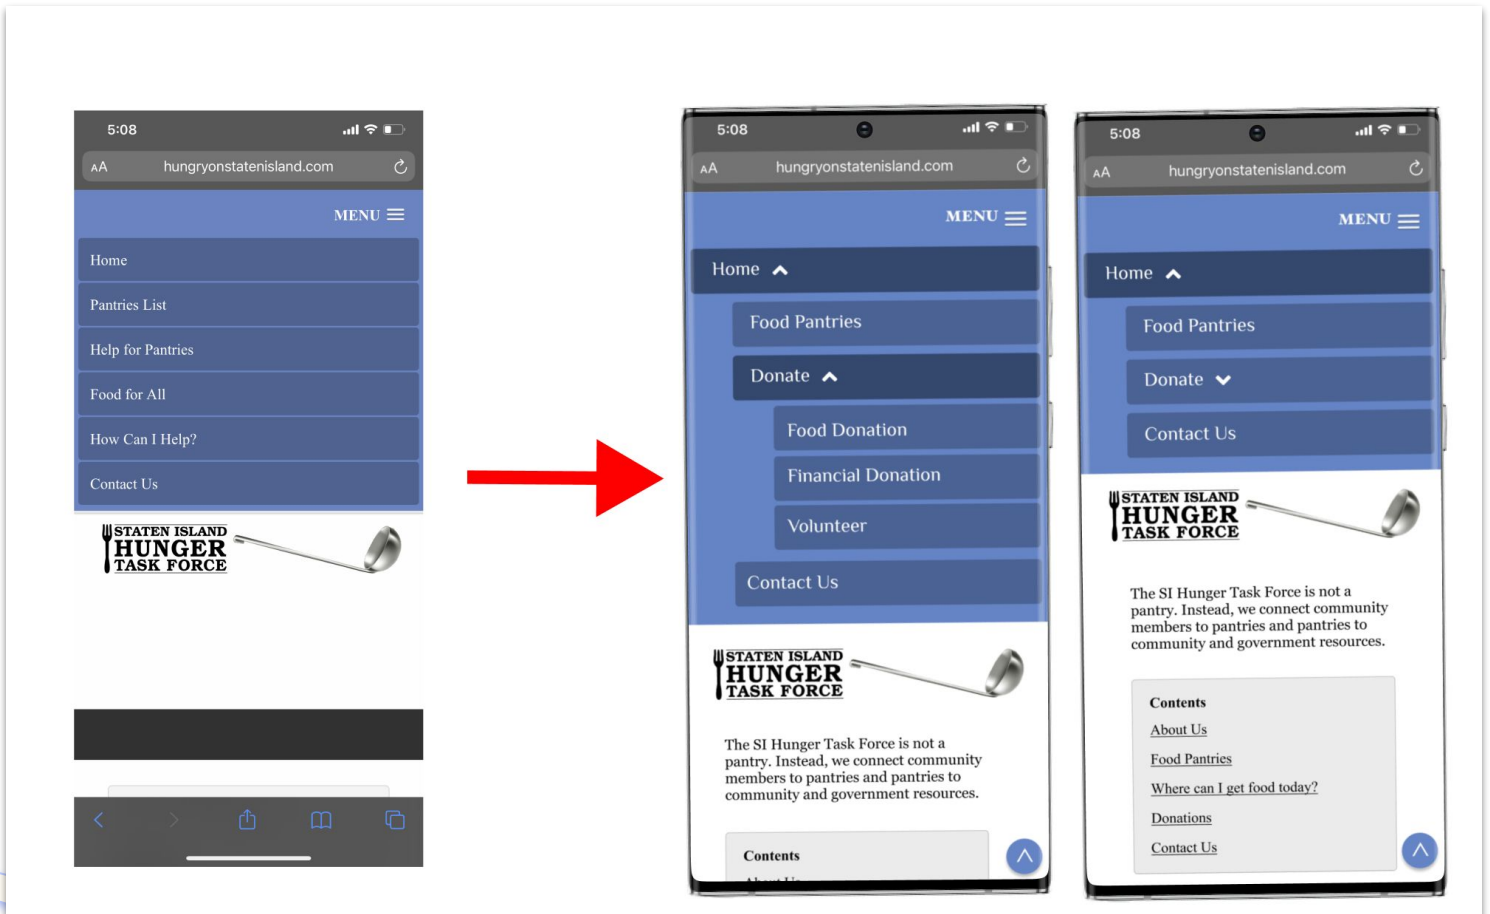 5:08
AA hungryonstatenisland.com
MENU
Home
Pantries List
Help for Pantries
Food for All
How Can I Help?
Contact Us
STATEN ISLAND
HUNGER
TASK FORCE
5:08
AA hungryonstatenisland.com
MENU
Home
Food Pantries
Donate
Food Donation
Financial Donation
Volunteer
Contact Us
STATEN ISLAND
HUNGER
TASK FORCE
The SI Hunger Task Force is not a
pantry. Instead, we connect community
members to pantries and pantries to
community and government resources.
Contents
About Us
5:08
AA hungryonstatenisland.com
MENU
Home
Food Pantries
Donate
Contact Us
STATEN ISLAND
HUNGER
TASK FORCE
The SI Hunger Task Force is not a
pantry. Instead, we connect community
members to pantries and pantries to
community and government resources.
Contents
About Us
Food Pantries
Where can I get food today?
Donations
Contact Us